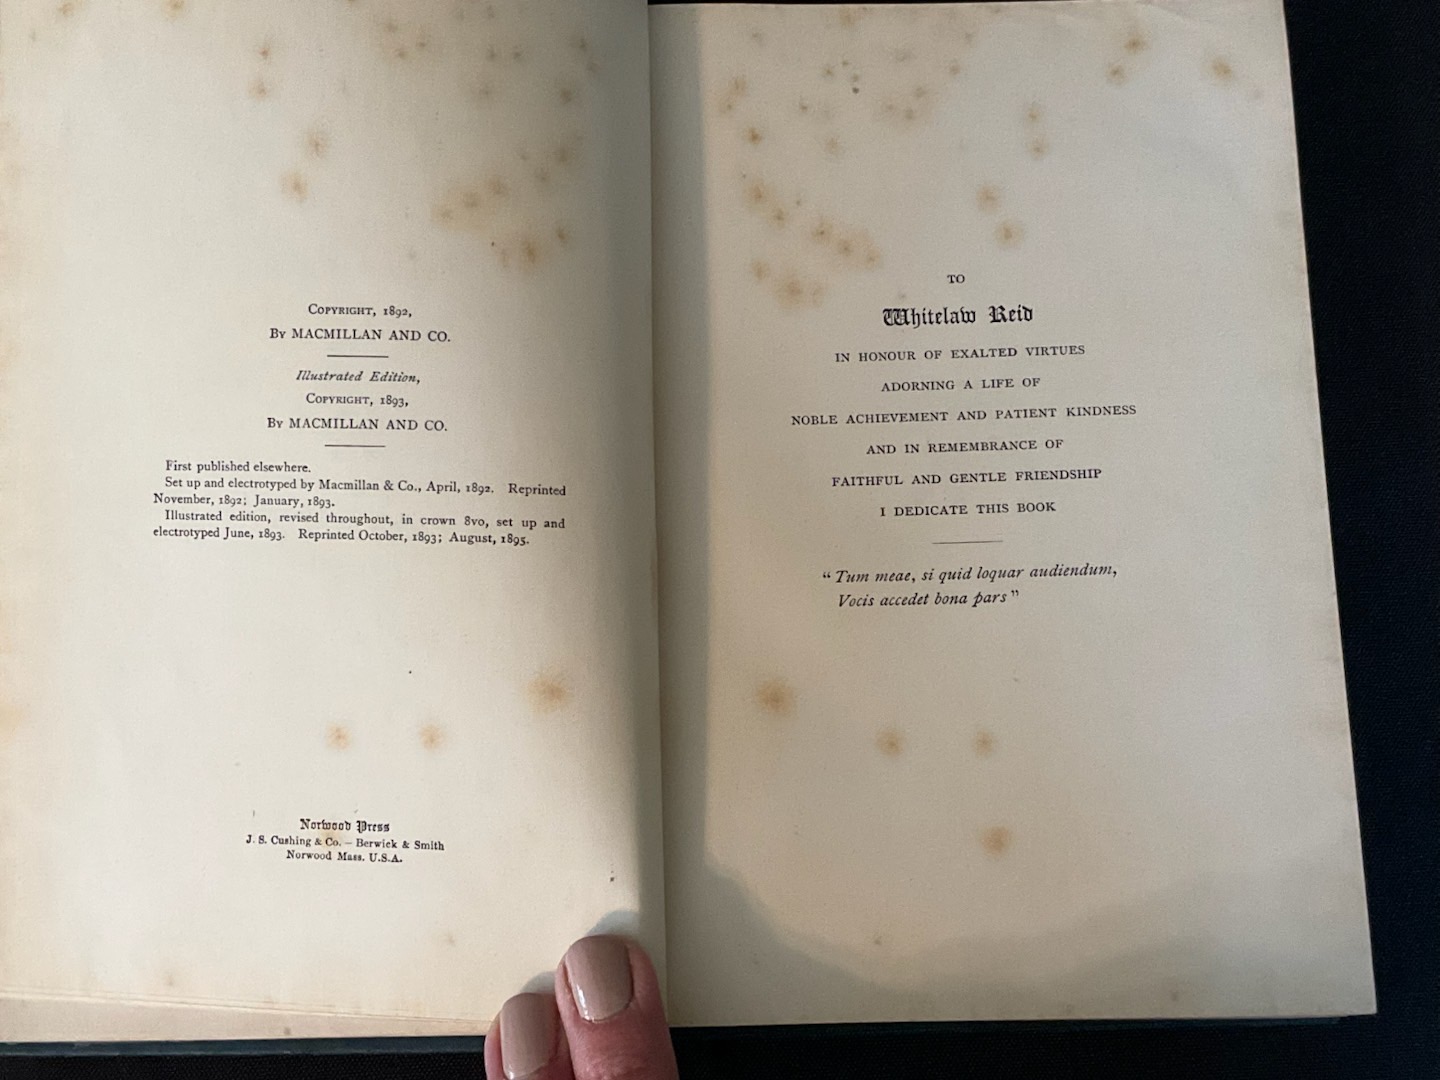 COPYRIGHT, 1892,
BY MACMILLAN AND CO.
Illustrated Edition,
COPYRIGHT, 1893,
BY MACMILLAN AND CO.
First published elsewhere.
Set up and electrotyped by Macmillan & Co., April, 1892. Reprinted
November, 1892; January, 1893.
Illustrated edition, revised throughout, in crown 8vo, set up and
electrotyped June, 1893. Reprinted October, 1893; August, 1895.
Norwood Press
J. S. Cushing & Co. – Berwick & Smith
Norwood Mass. U.S.A.
TO
Whitelaw Reid
IN HONOUR OF EXALTED VIRTUES
ADORNING A LIFE OF
NOBLE ACHIEVEMENT AND PATIENT KINDNESS
AND IN REMEMBRANCE OF
FAITHFUL AND GENTLE FRIENDSHIP
I DEDICATE THIS BOOK
“Tum meae, si quid loquar audiendum,
Vocis accedet bona pars”